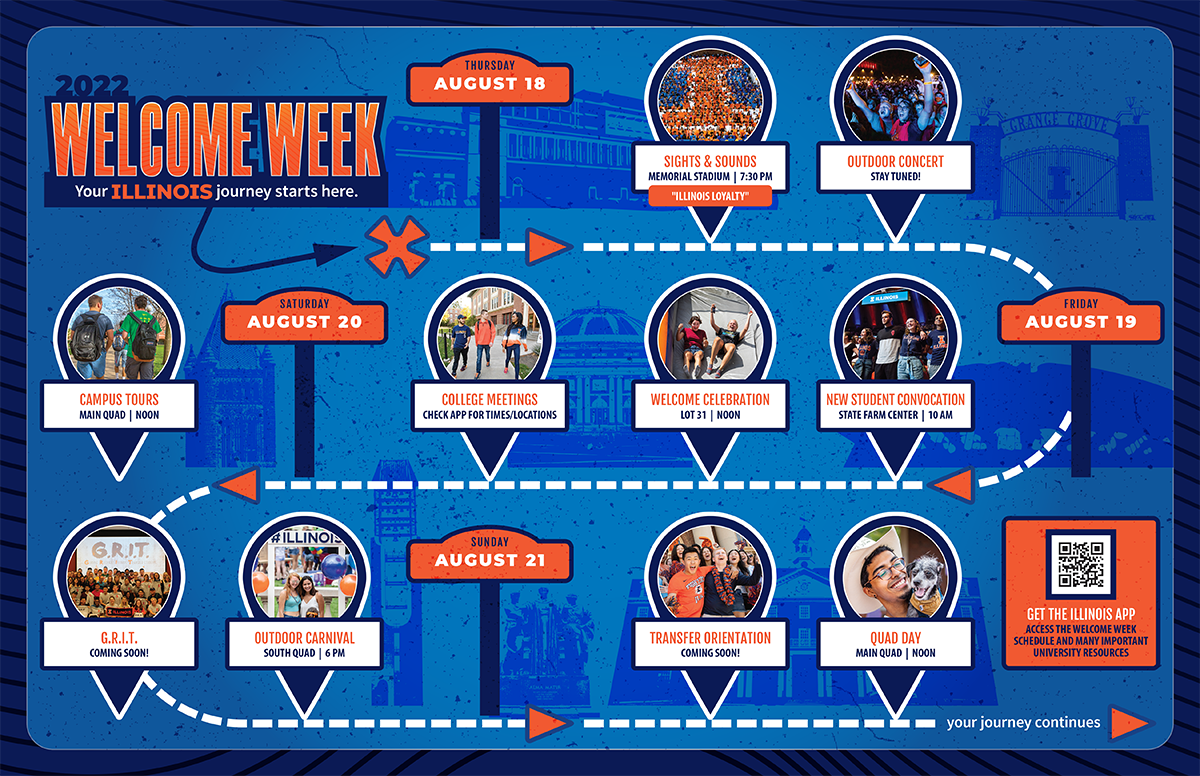 2022
WELCOME WEEK
Your ILLINOIS journey starts here.
THURSDAY
AUGUST 18
SIGHTS & SOUNDS
MEMORIAL STADIUM | 7:30 PM
"ILLINOIS LOYALTY"
OUTDOOR CONCERT
STAY TUNED!
GRANGE GROVE
FRIDAY
AUGUST 19
ILLINOIS
NEW STUDENT CONVOCATION
STATE FARM CENTER | 10 AM
WELCOME CELEBRATION
LOT 31 | NOON
COLLEGE MEETINGS
CHECK APP FOR TIMES/LOCATIONS
SATURDAY
AUGUST 20
CAMPUS TOURS
MAIN QUAD | NOON
G.R.I.T.
G.R.I.T.
COMING SOON!
#ILLINOIS
OUTDOOR CARNIVAL
SOUTH QUAD | 6 PM
SUNDAY
AUGUST 21
ALMA MATER
TRANSFER ORIENTATION
COMING SOON!
QUAD DAY
MAIN QUAD | NOON
GET THE ILLINOIS APP
ACCESS THE WELCOME WEEK
SCHEDULE AND MANY IMPORTANT
UNIVERSITY RESOURCES
your journey continues